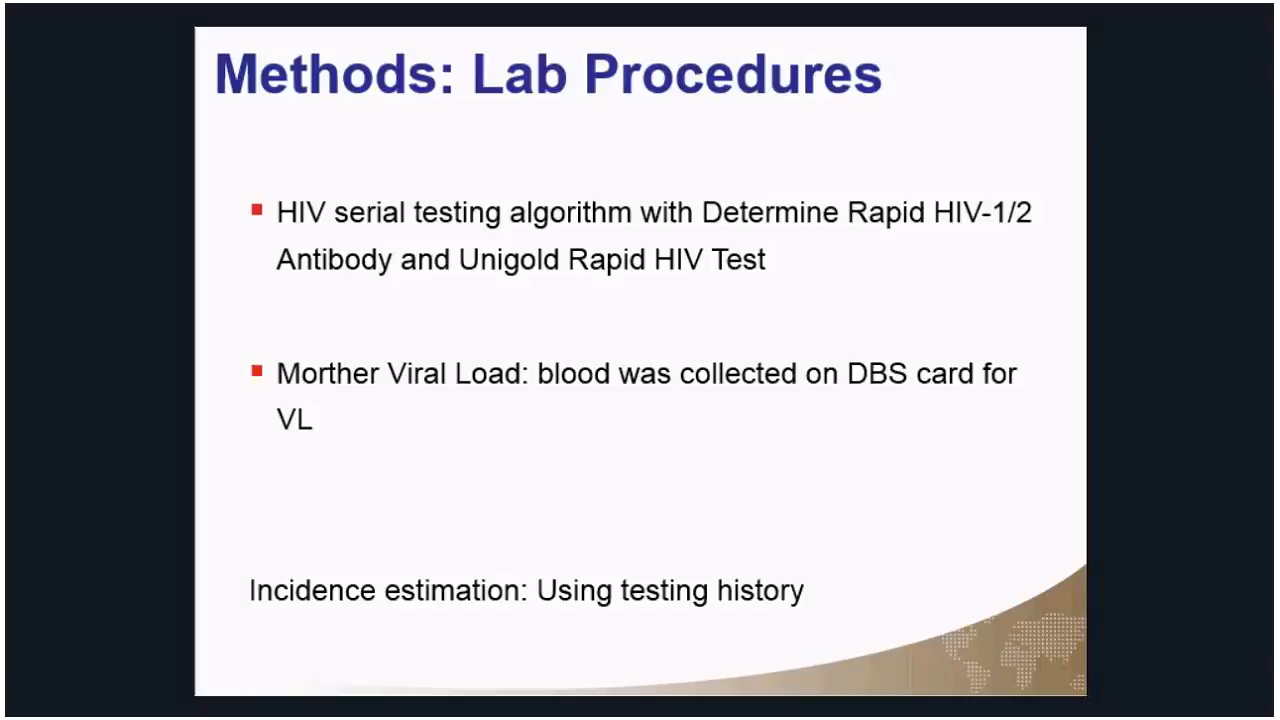 Methods: Lab Procedures
HIV serial testing algorithm with Determine Rapid HIV-1/2
Antibody and Unigold Rapid HIV Test
Morther Viral Load: blood was collected on DBS card for
VL
Incidence estimation: Using testing history